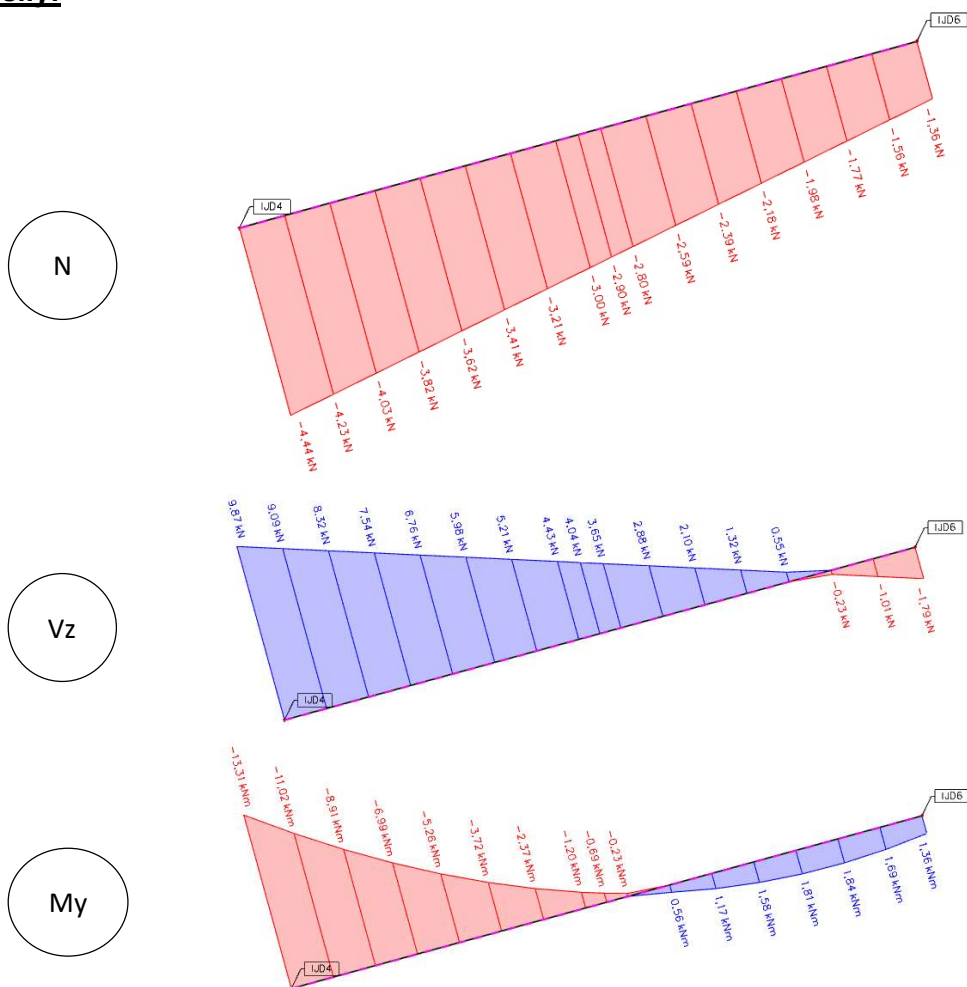 IJD6
IJD4
N
-4,44 kN
-4,23 kN
-4,03 kN
-3,82 kN
-3,62 kN
-3,41 kN
-3,21 kN
-3,00 kN
-2,90 kN
-2,80 kN
-2,59 kN
-2,39 kN
-2,18 kN
-1,98 kN
-1,77 kN
-1,56 kN
-1,36 kN
Vz
9,87 kN
9,09 kN
8,32 kN
7,54 kN
6,76 kN
5,98 kN
5,21 kN
4,43 kN
4,04 kN
3,65 kN
2,88 kN
2,10 kN
1,32 kN
0,55 kN
-0,23 kN
-1,01 kN
-1,79 kN
IJD6
IJD4
My
-13,31 kNm
-11,02 kNm
-8,91 kNm
-6,99 kNm
-5,26 kNm
-3,72 kNm
-2,37 kNm
-1,20 kNm
-0,69 kNm
-0,23 kNm
0,56 kNm
1,17 kNm
1,58 kNm
1,81 kNm
1,84 kNm
1,69 kNm
1,36 kNm
IJD6
IJD4